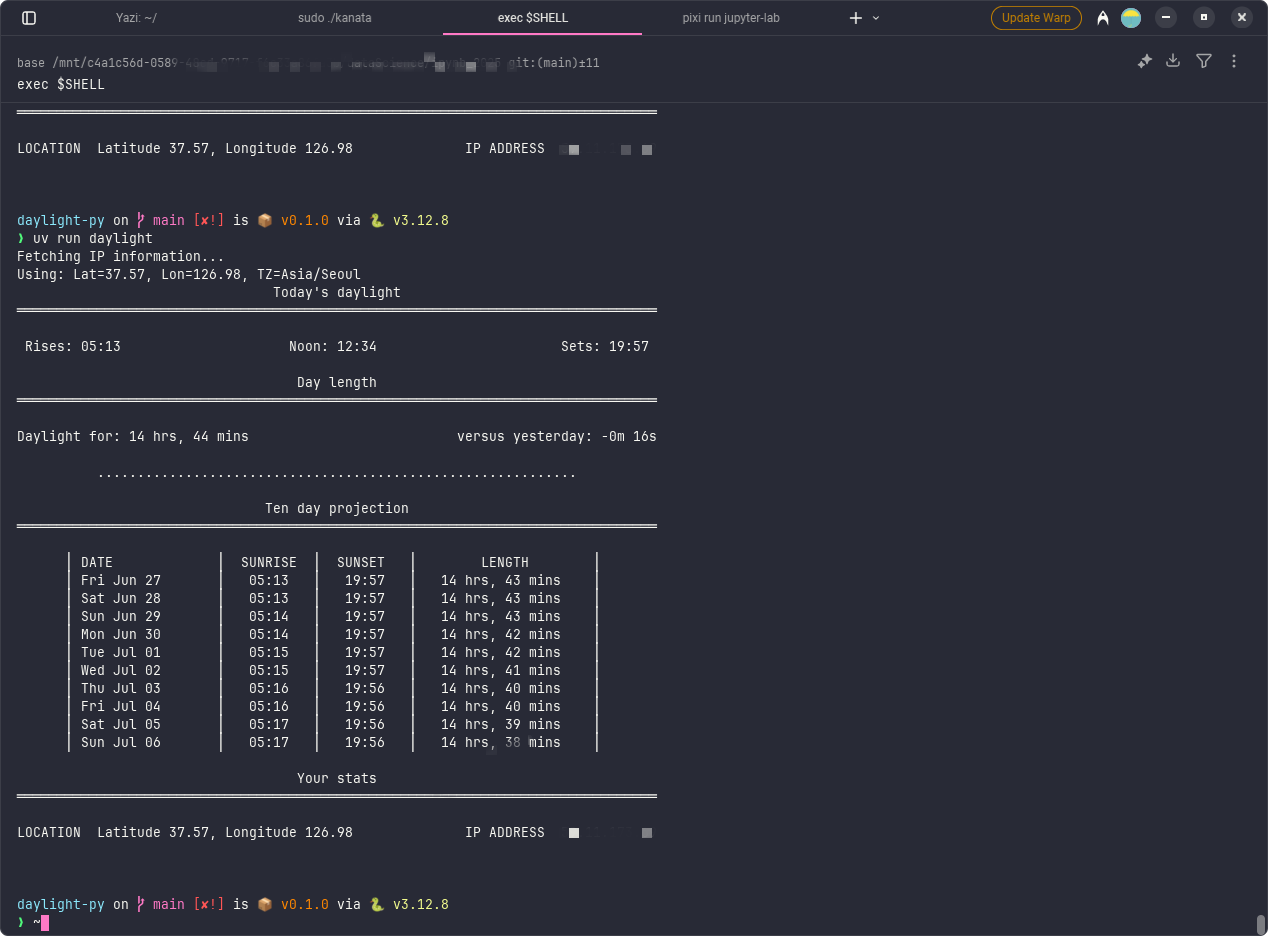 Yazi: ~/ sudo ./kanata exec $SHELL pixi run jupyter-lab Update Warp
base /mnt/c4a1c56d-0589 git:(main)±11
exec $SHELL
LOCATION Latitude 37.57, Longitude 126.98 IP ADDRESS
daylight-py on main [✘!] is 📦 v0.1.0 via 🐍 v3.12.8
❯ uv run daylight
Fetching IP information...
Using: Lat=37.57, Lon=126.98, TZ=Asia/Seoul
Today's daylight
Rises: 05:13 Noon: 12:34 Sets: 19:57
Day length
Daylight for: 14 hrs, 44 mins versus yesterday: -0m 16s
............................................................
Ten day projection
│ DATE │ SUNRISE │ SUNSET │ LENGTH │
│ Fri Jun 27 │ 05:13 │ 19:57 │ 14 hrs, 43 mins │
│ Sat Jun 28 │ 05:13 │ 19:57 │ 14 hrs, 43 mins │
│ Sun Jun 29 │ 05:14 │ 19:57 │ 14 hrs, 43 mins │
│ Mon Jun 30 │ 05:14 │ 19:57 │ 14 hrs, 42 mins │
│ Tue Jul 01 │ 05:15 │ 19:57 │ 14 hrs, 42 mins │
│ Wed Jul 02 │ 05:15 │ 19:57 │ 14 hrs, 41 mins │
│ Thu Jul 03 │ 05:16 │ 19:56 │ 14 hrs, 40 mins │
│ Fri Jul 04 │ 05:16 │ 19:56 │ 14 hrs, 40 mins │
│ Sat Jul 05 │ 05:17 │ 19:56 │ 14 hrs, 39 mins │
│ Sun Jul 06 │ 05:17 │ 19:56 │ 14 hrs, 38 mins │
Your stats
LOCATION Latitude 37.57, Longitude 126.98 IP ADDRESS
daylight-py on main [✘!] is 📦 v0.1.0 via 🐍 v3.12.8
❯ ~